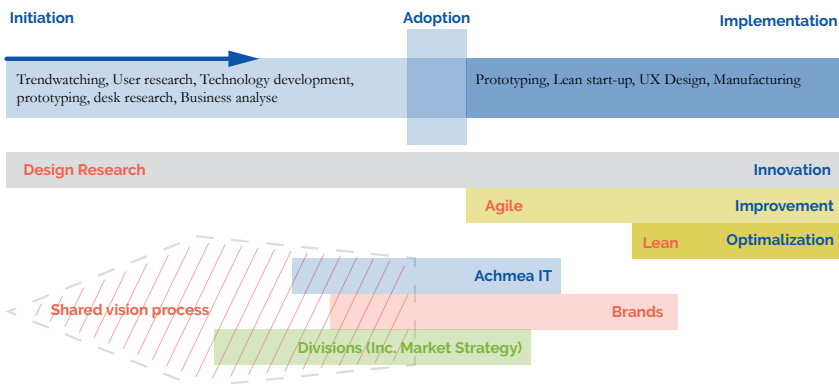 Initiation
Adoption
Implementation
Trendwatching, User research, Technology development,
prototyping, desk research, Business analyse
Prototyping, Lean start-up, UX Design, Manufacturing
Design Research
Innovation
Agile
Improvement
Lean
Optimalization
Achmea IT
Shared vision process
Brands
Divisions (Inc. Market Strategy)